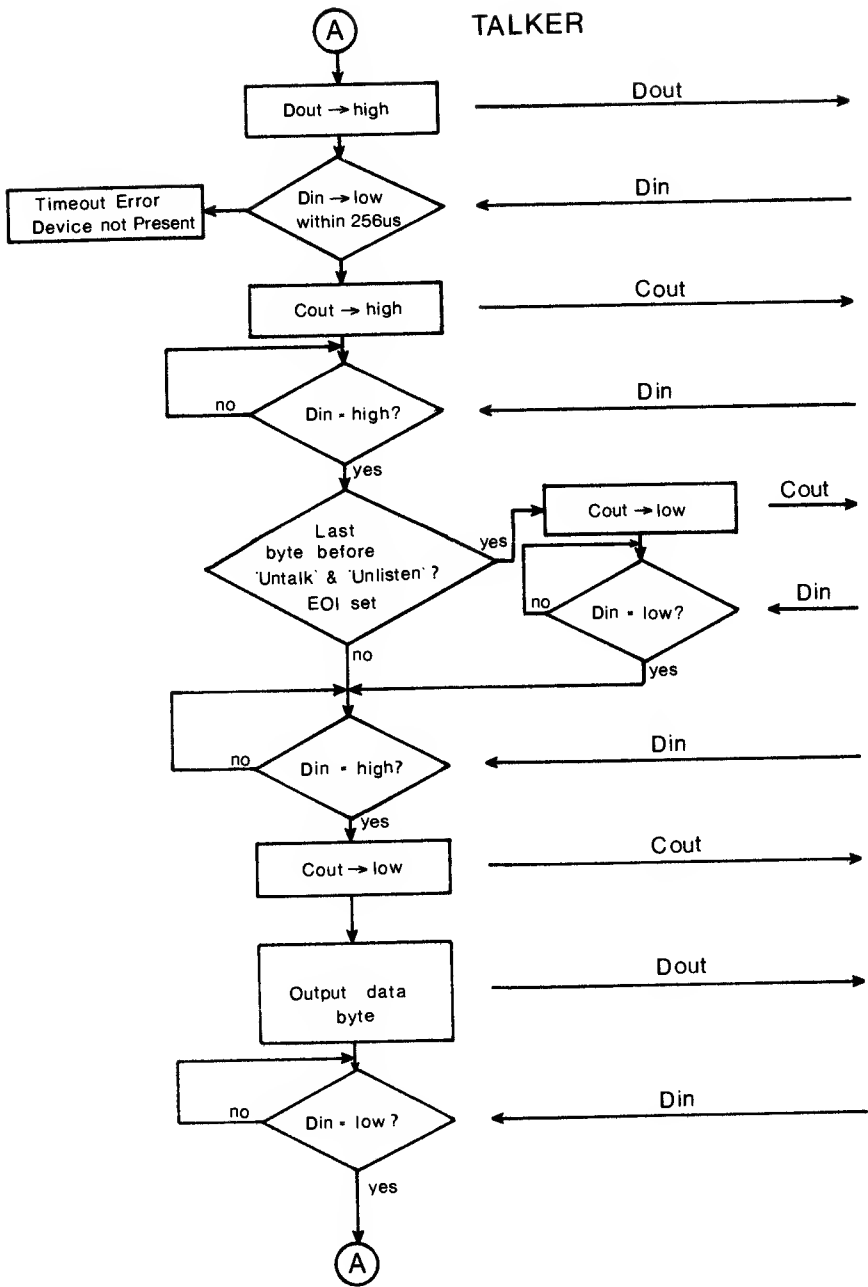 A
TALKER
Dout → high
Dout
Din → low
within 256us
Din
Timeout Error
Device not Present
Cout → high
Cout
no
Din = high?
Din
yes
Last
byte before
'Untalk' & 'Unlisten' ?
EOI set
yes
Cout → low
Cout
no
Din = low?
Din
yes
no
no
Din = high?
Din
yes
Cout → low
Cout
Output data
byte
Dout
no
Din = low ?
Din
yes
A